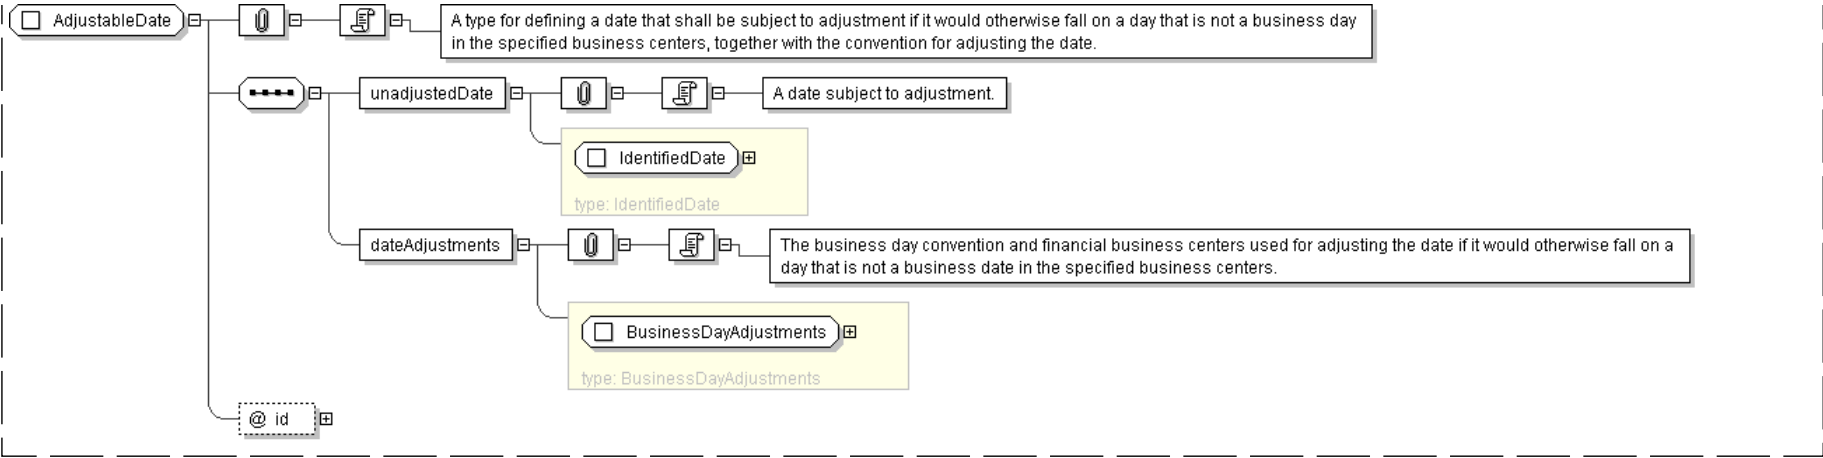 AdjustableDate
A type for defining a date that shall be subject to adjustment if it would otherwise fall on a day that is not a business day
in the specified business centers, together with the convention for adjusting the date.
unadjustedDate
A date subject to adjustment.
IdentifiedDate
type: IdentifiedDate
dateAdjustments
The business day convention and financial business centers used for adjusting the date if it would otherwise fall on a
day that is not a business date in the specified business centers.
BusinessDayAdjustments
type: BusinessDayAdjustments
@ id